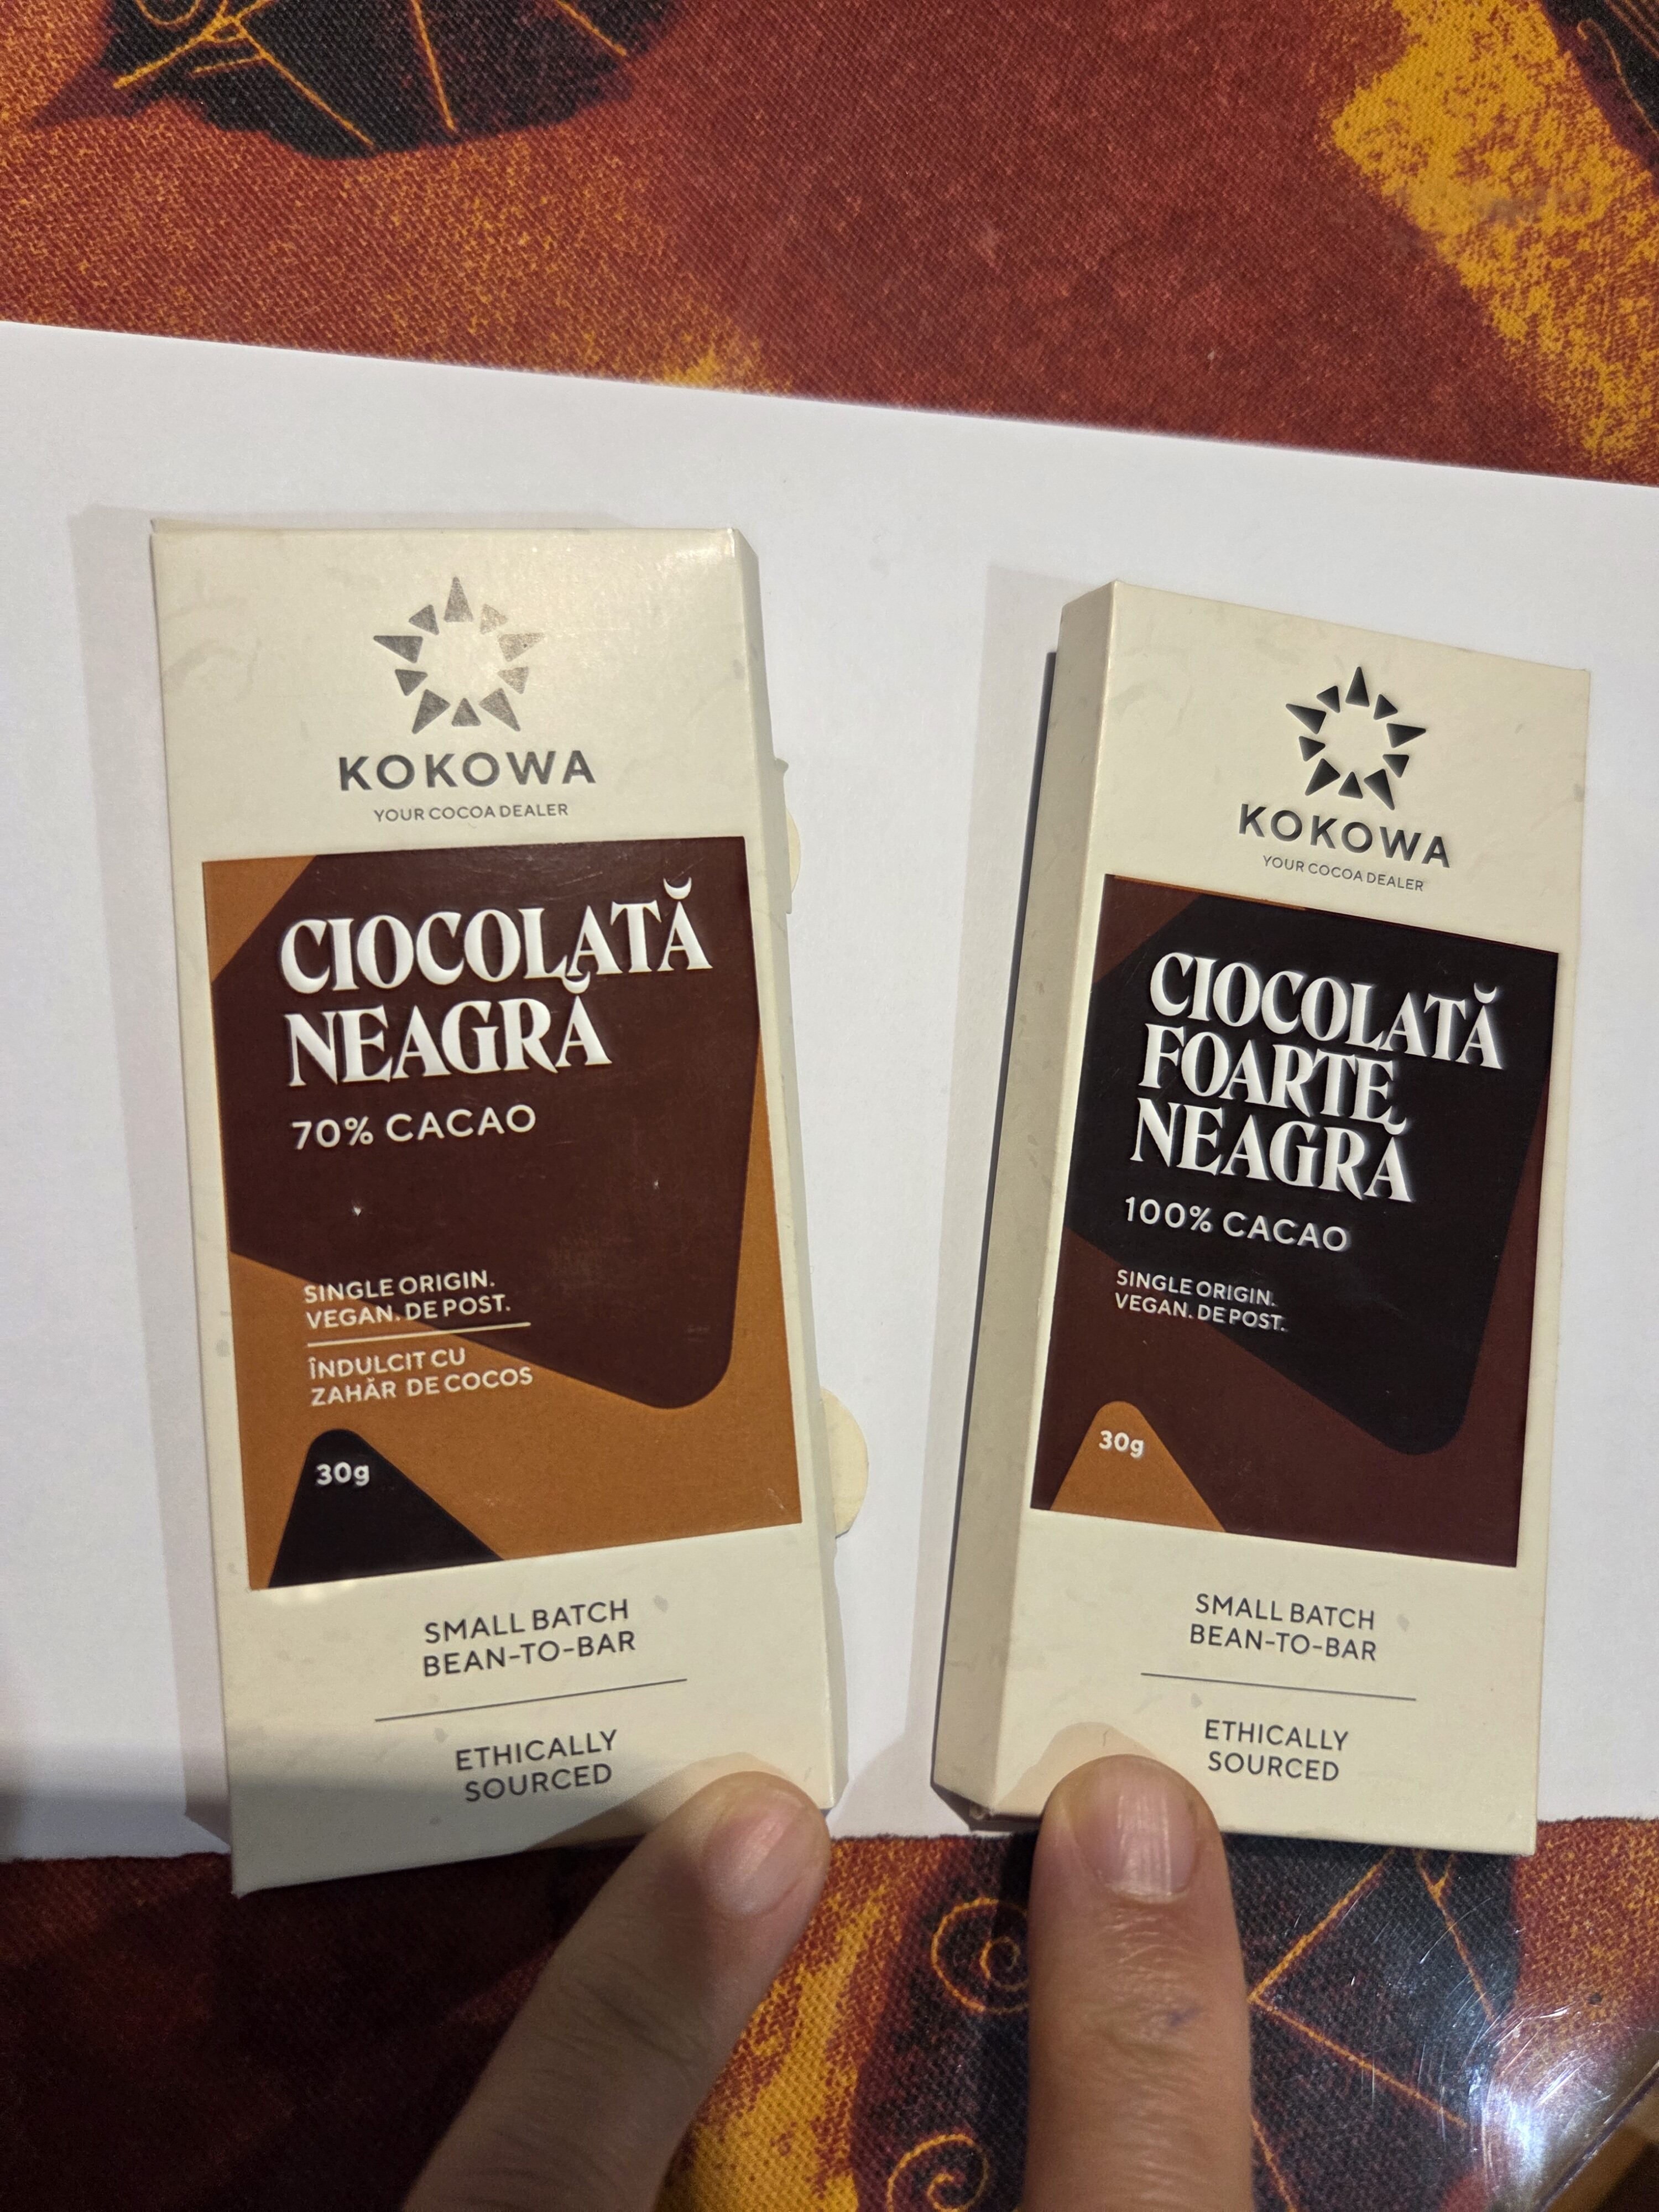 KOKOWA
YOUR COCOA DEALER
CIOCOLATĂ
NEAGRĂ
70% CACAO
SINGLE ORIGIN.
VEGAN. DE POST.
ÎNDULCIT CU
ZAHĂR DE COCOS
30g
SMALL BATCH
BEAN-TO-BAR
ETHICALLY
SOURCED
KOKOWA
YOUR COCOA DEALER
CIOCOLATĂ
FOARTE
NEAGRĂ
100% CACAO
SINGLE ORIGIN.
VEGAN. DE POST.
30g
SMALL BATCH
BEAN-TO-BAR
ETHICALLY
SOURCED